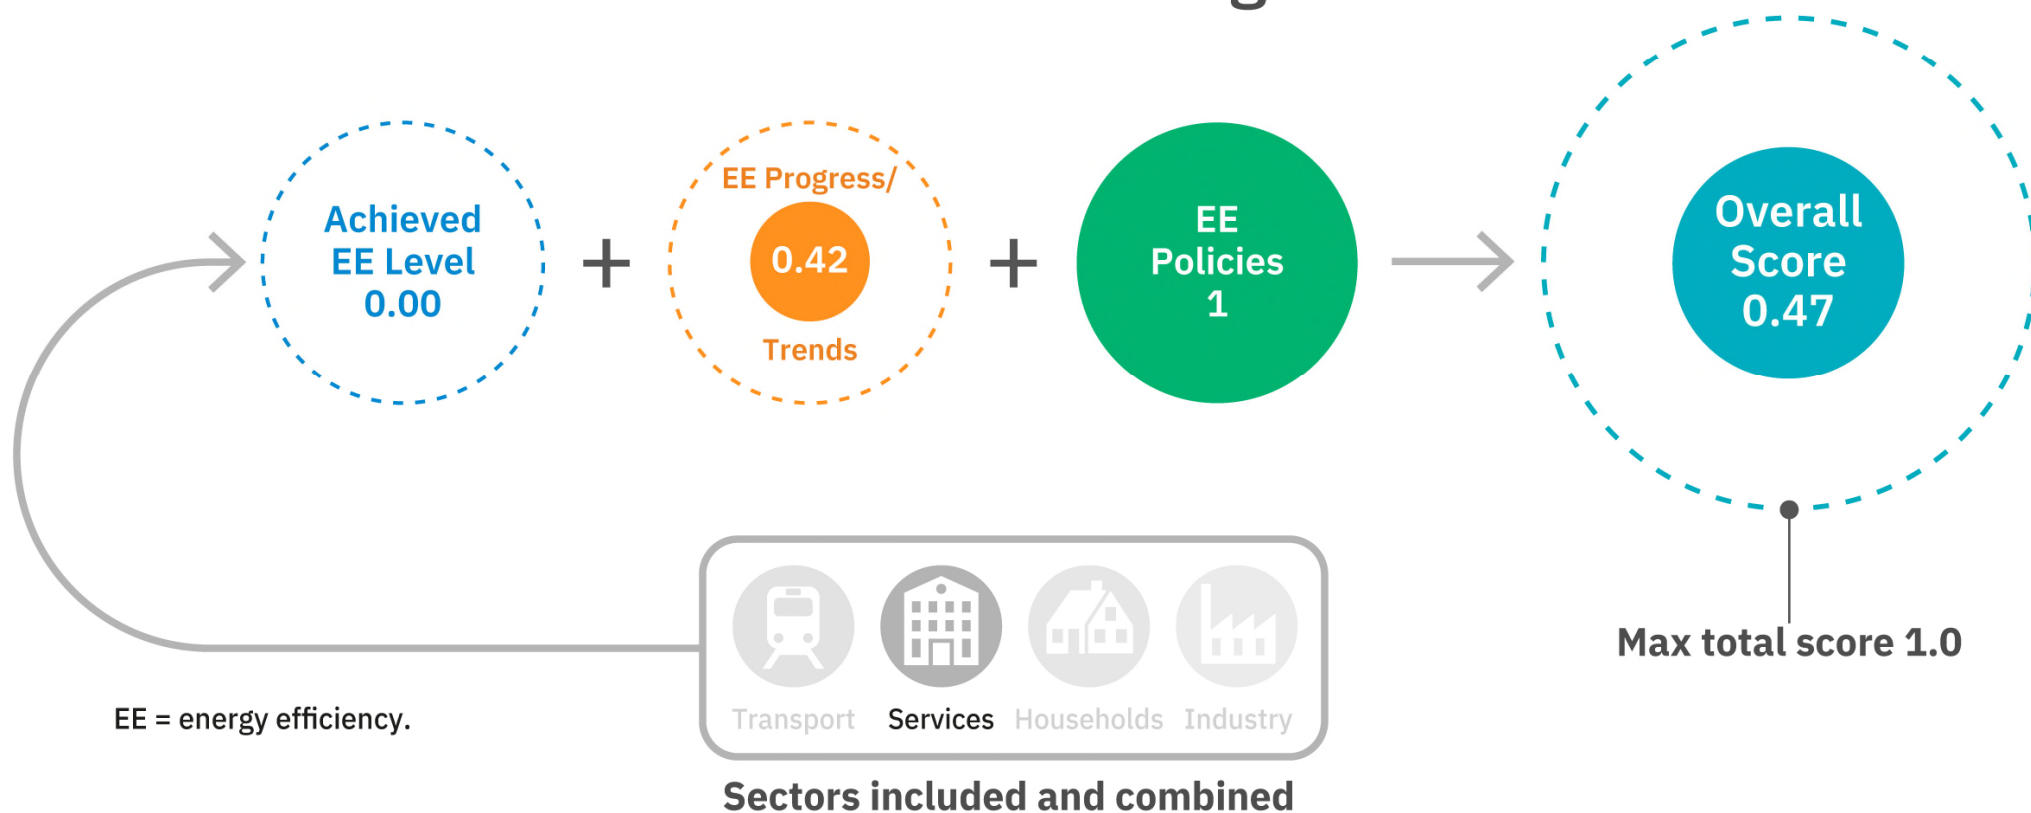 Achieved
EE Level
0.00
+
EE Progress/
0.42
Trends
+
EE
Policies
1
Overall
Score
0.47
Max total score 1.0
Transport
Services
Households
Industry
EE = energy efficiency.
Sectors included and combined